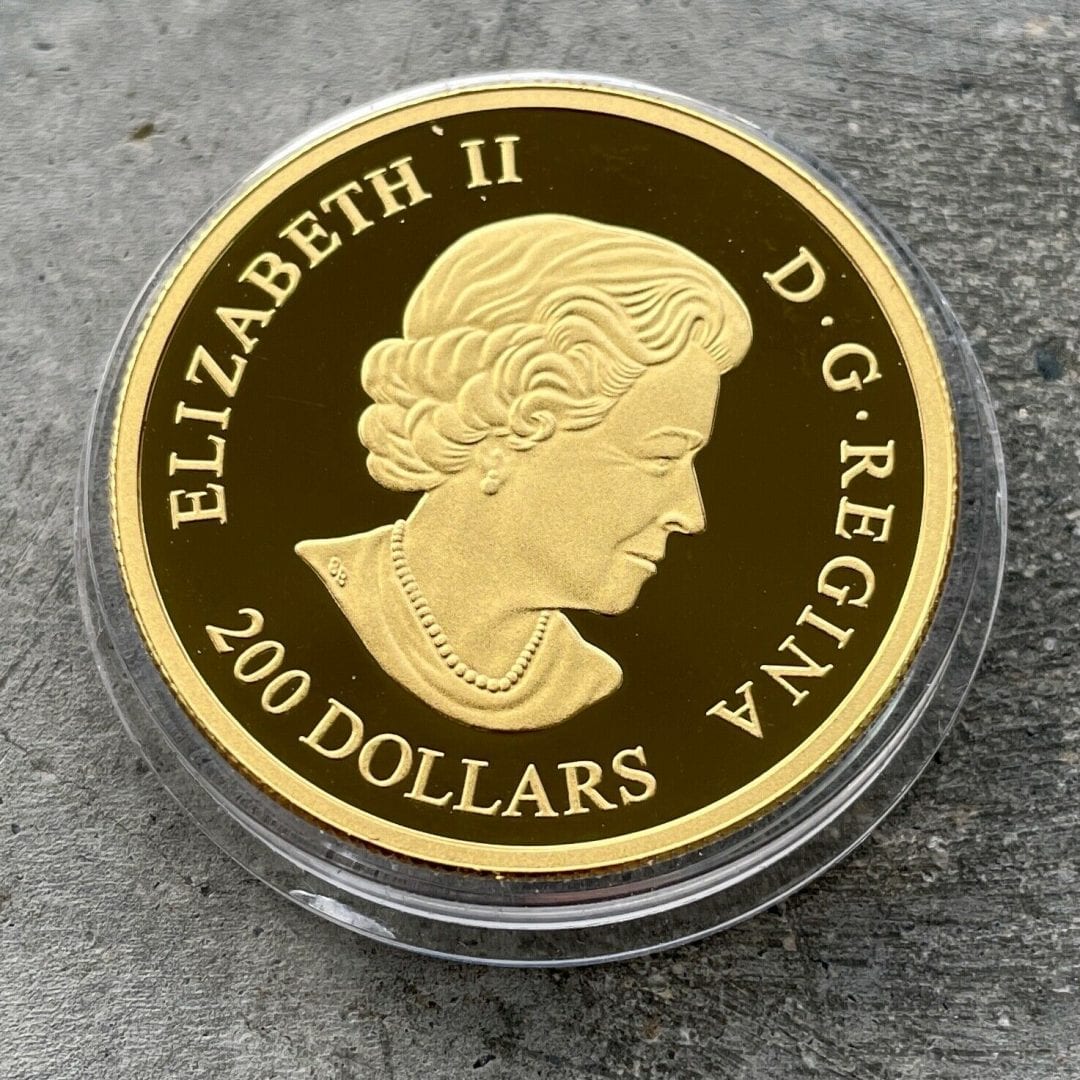 ELIZABETH II
D·G·REGINA
200 DOLLARS